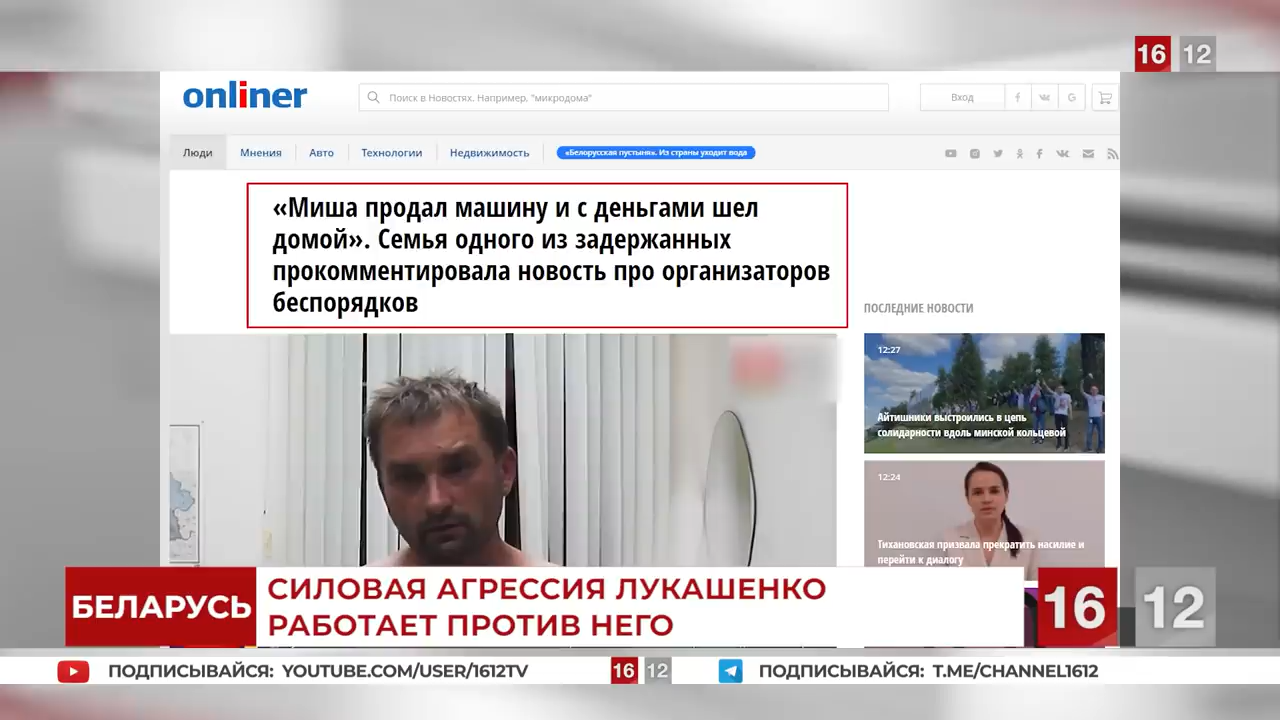 16 12
onliner
Поиск в Новостях. Например, "микродома"
Вход
Люди
Мнения
Авто
Технологии
Недвижимость
«Белорусская пустыня». Из страны уходит вода
«Миша продал машину и с деньгами шел
домой». Семья одного из задержанных
прокомментировала новость про организаторов
беспорядков
ПОСЛЕДНИЕ НОВОСТИ
12:27
Айтишники выстроились в цепь
солидарности вдоль минской кольцевой
12:24
Тихановская призвала прекратить насилие и
перейти к диалогу
БЕЛАРУСЬ
СИЛОВАЯ АГРЕССИЯ ЛУКАШЕНКО
РАБОТАЕТ ПРОТИВ НЕГО
16 12
ПОДПИСЫВАЙСЯ: YOUTUBE.COM/USER/1612TV
16 12
ПОДПИСЫВАЙСЯ: T.ME/CHANNEL1612